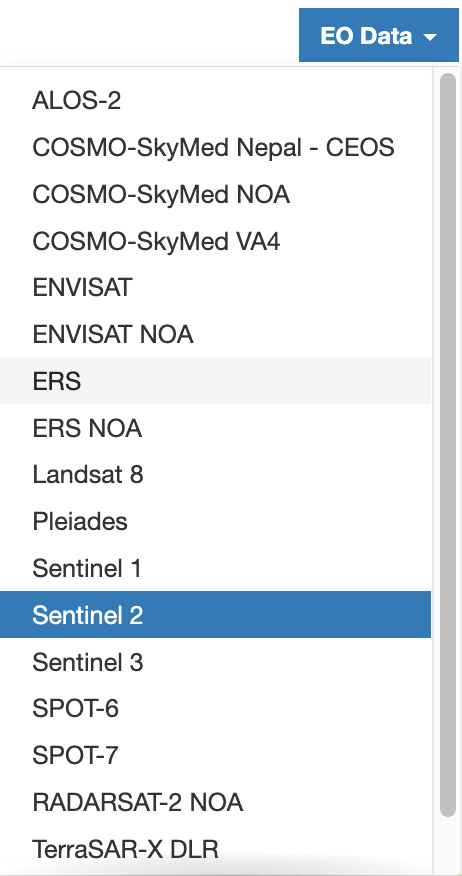 EO Data
ALOS-2
COSMO-SkyMed Nepal - CEOS
COSMO-SkyMed NOA
COSMO-SkyMed VA4
ENVISAT
ENVISAT NOA
ERS
ERS NOA
Landsat 8
Pleiades
Sentinel 1
Sentinel 2
Sentinel 3
SPOT-6
SPOT-7
RADARSAT-2 NOA
TerraSAR-X DLR